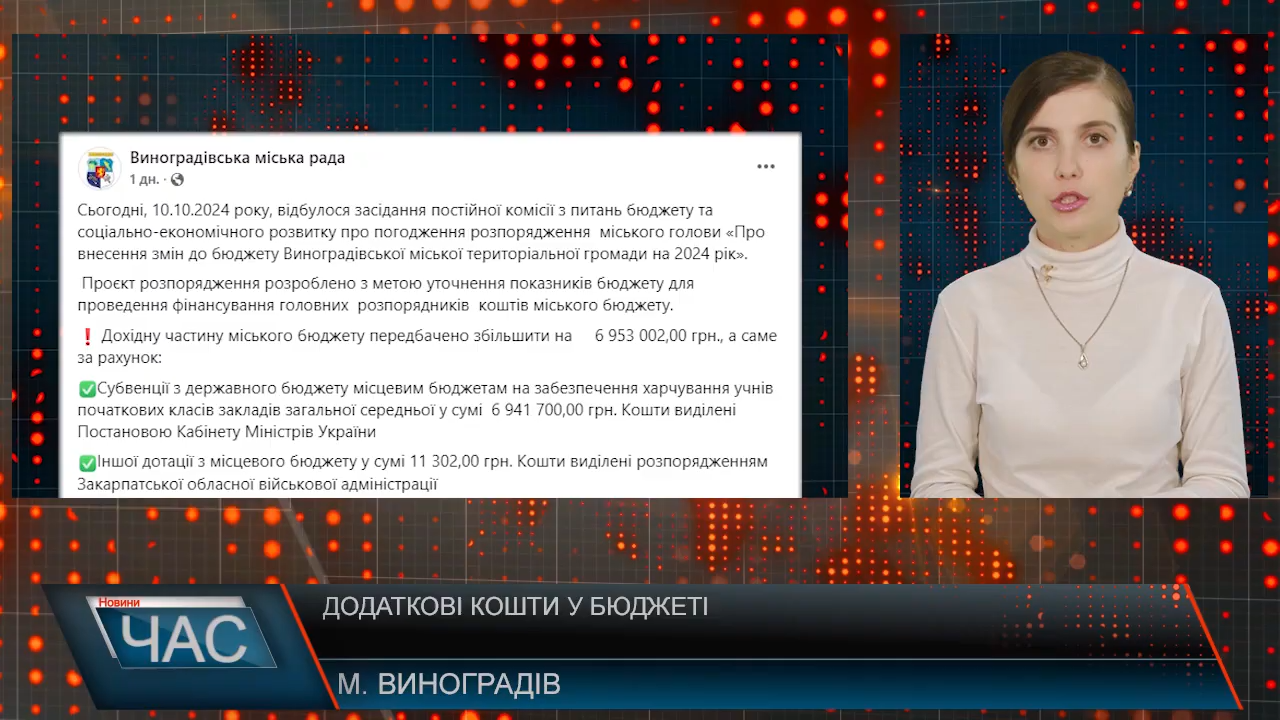 Виноградівська міська рада
1 дн. ·
Сьогодні, 10.10.2024 року, відбулося засідання постійної комісії з питань бюджету та
соціально-економічного розвитку про погодження розпорядження міського голови «Про
внесення змін до бюджету Виноградівської міської територіальної громади на 2024 рік».
Проєкт розпорядження розроблено з метою уточнення показників бюджету для
проведення фінансування головних розпорядників коштів міського бюджету.
❗ Дохідну частину міського бюджету передбачено збільшити на 6 953 002,00 грн., а саме
за рахунок:
✅Субвенції з державного бюджету місцевим бюджетам на забезпечення харчування учнів
початкових класів закладів загальної середньої у сумі 6 941 700,00 грн. Кошти виділені
Постановою Кабінету Міністрів України
✅Іншої дотації з місцевого бюджету у сумі 11 302,00 грн. Кошти виділені розпорядженням
Закарпатської обласної військової адміністрації
Новини
ЧАС
ДОДАТКОВІ КОШТИ У БЮДЖЕТІ
М. ВИНОГРАДІВ